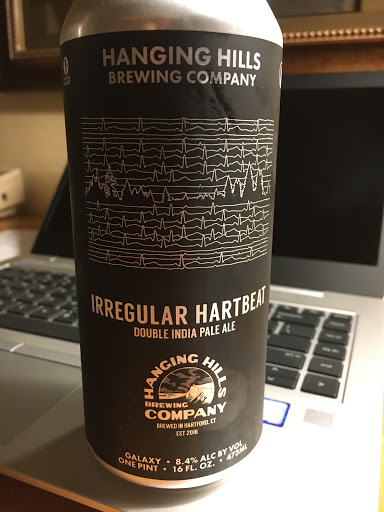 HANGING HILLS
BREWING COMPANY
IRREGULAR HARTBEAT
DOUBLE INDIA PALE ALE
HANGING HILLS
BREWING
COMPANY
BREWED IN HARTFORD, CT
EST 2016
GALAXY • 8.4% ALC BY VOL
ONE PINT • 16 FL. OZ. • 473ML